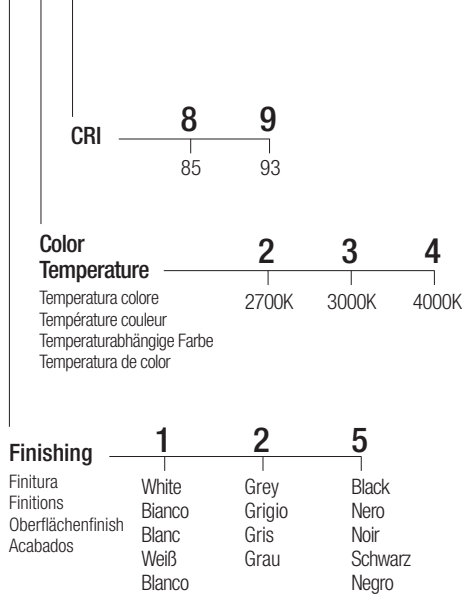 8 9
CRI
85 93
Color
Temperature
2 3 4
2700K 3000K 4000K
Temperatura colore
Température couleur
Temperaturabhängige Farbe
Temperatura de color
Finishing
1 2 5
Finitura
Finitions
Oberflächenfinish
Acabados
White Grey Black
Bianco Grigio Nero
Blanc Gris Noir
Weiß Grau Schwarz
Blanco Negro